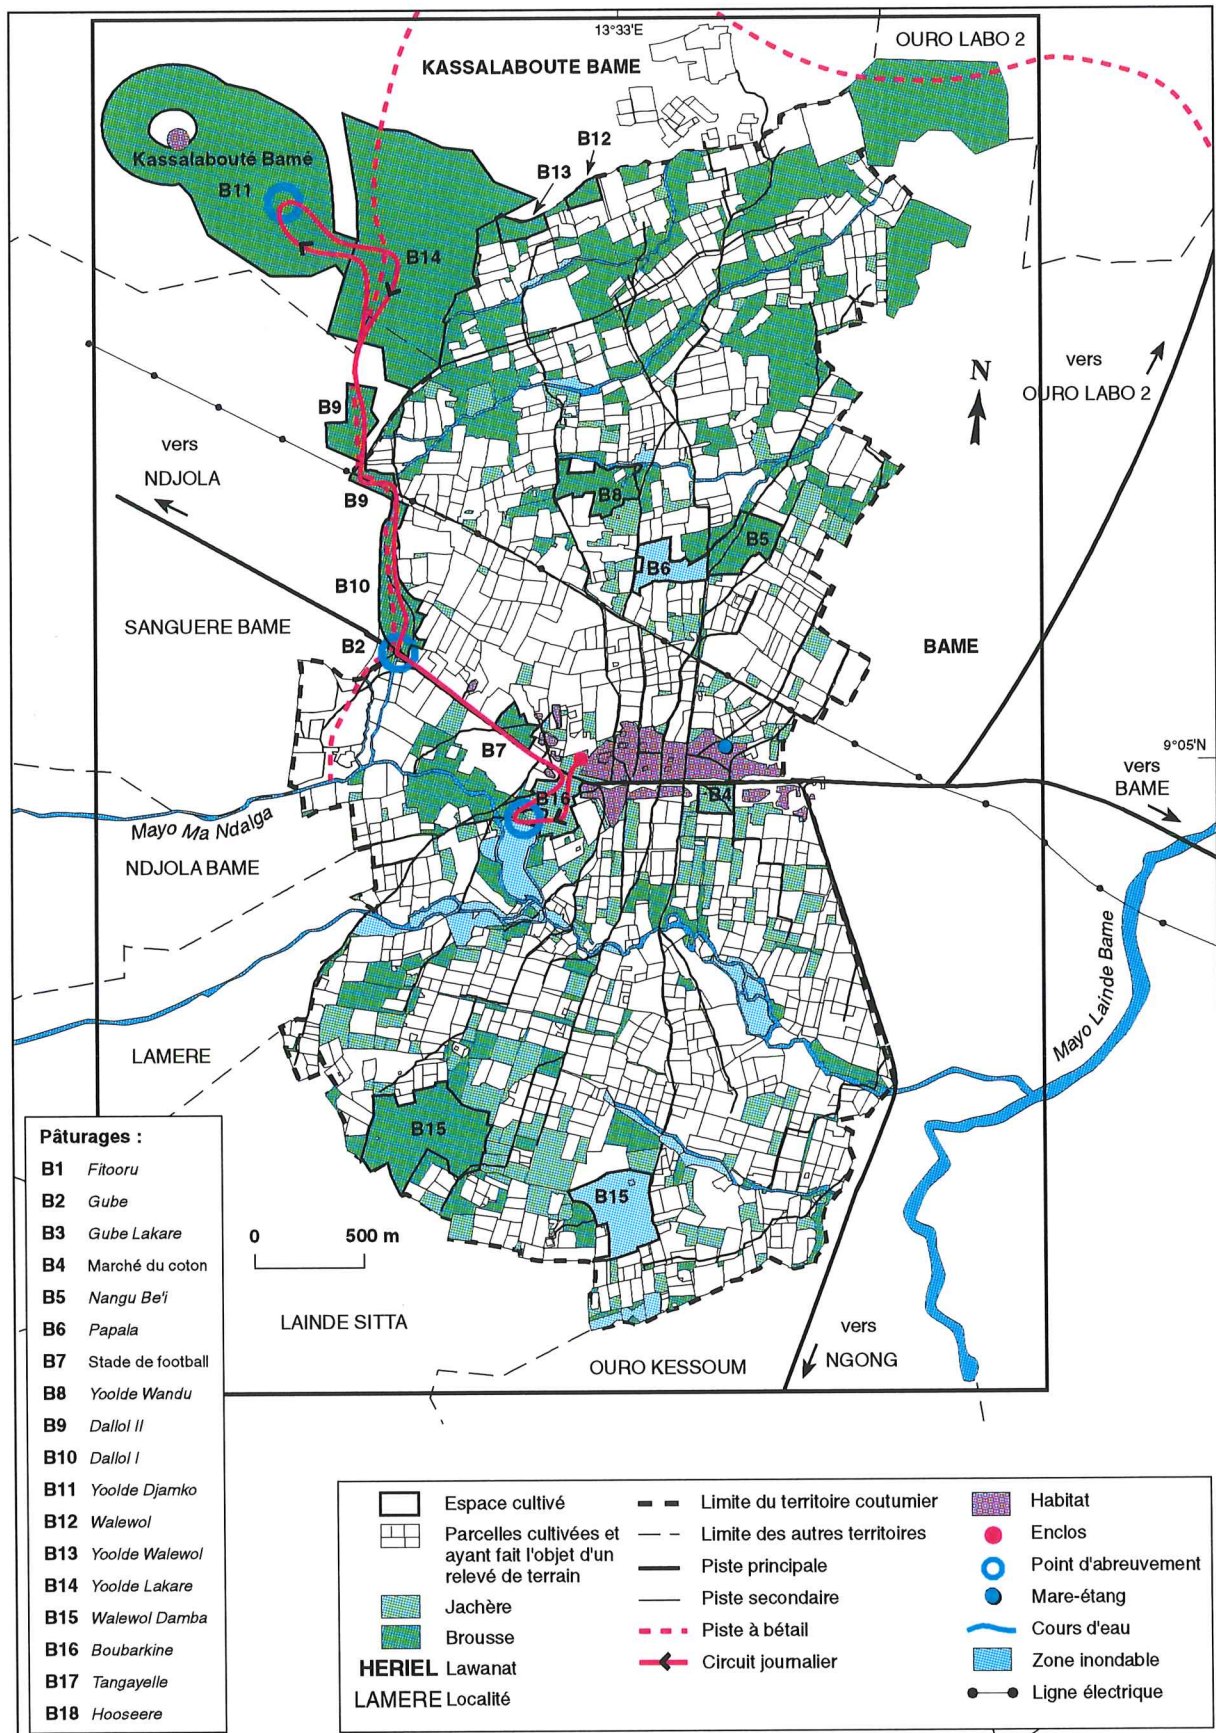 13°33'E
OURO LABO 2
KASSALABOUTE BAME
B12
B13
Kassalabouté Bamé
B11
B14
N
vers
OURO LABO 2
B9
vers
NDJOLA
B9
B8
B5
B6
B10
SANGUERE BAME
B2
BAME
B7
9°05'N
vers
BAME
B16
B4
Mayo Ma Ndalga
NDJOLA BAME
Mayo Lainde Bame
LAMERE
B15
B15
0 500 m
LAINDE SITTA
vers
NGONG
OURO KESSOUM
Pâturages :
B1 Fitooru
B2 Gube
B3 Gube Lakare
B4 Marché du coton
B5 Nangu Be'i
B6 Papala
B7 Stade de football
B8 Yoolde Wandu
B9 Dallol II
B10 Dallol I
B11 Yoolde Djamko
B12 Walewol
B13 Yoolde Walewol
B14 Yoolde Lakare
B15 Walewol Damba
B16 Boubarkine
B17 Tangayelle
B18 Hooseere
Espace cultivé
Parcelles cultivées et
ayant fait l'objet d'un
relevé de terrain
Jachère
Brousse
HERIEL Lawanat
LAMERE Localité
Limite du territoire coutumier
Limite des autres territoires
Piste principale
Piste secondaire
Piste à bétail
Circuit journalier
Habitat
Enclos
Point d'abreuvement
Mare-étang
Cours d'eau
Zone inondable
Ligne électrique